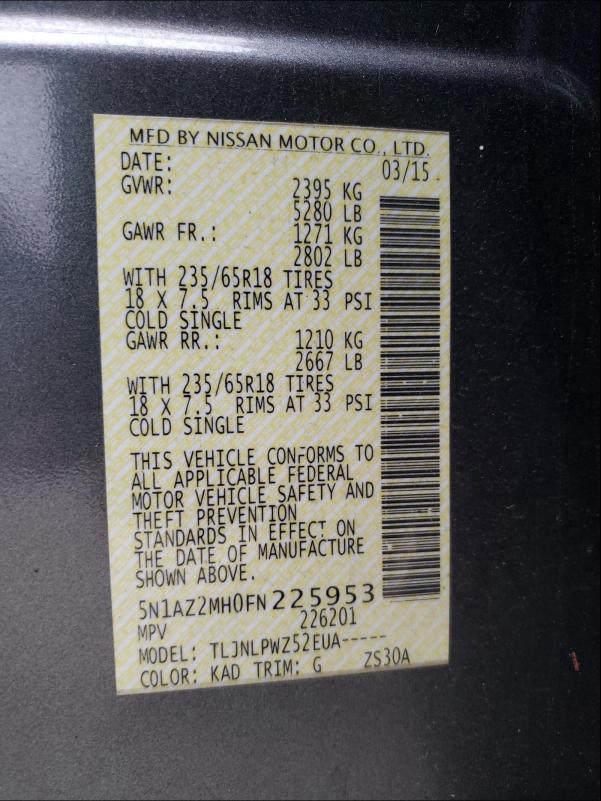 MFD BY NISSAN MOTOR CO., LTD.
DATE: 03/15
GVWR: 2395 KG
5280 LB
GAWR FR.: 1271 KG
2802 LB
WITH 235/65R18 TIRES
18 X 7.5 RIMS AT 33 PSI
COLD SINGLE
GAWR RR.: 1210 KG
2667 LB
WITH 235/65R18 TIRES
18 X 7.5 RIMS AT 33 PSI
COLD SINGLE
THIS VEHICLE CONFORMS TO
ALL APPLICABLE FEDERAL
MOTOR VEHICLE SAFETY AND
THEFT PREVENTION
STANDARDS IN EFFECT ON
THE DATE OF MANUFACTURE
SHOWN ABOVE.
5N1AZ2MH0FN225953
MPV 226201
MODEL: TLJNLPWZ52EUA-----
COLOR: KAD TRIM: G ZS30A